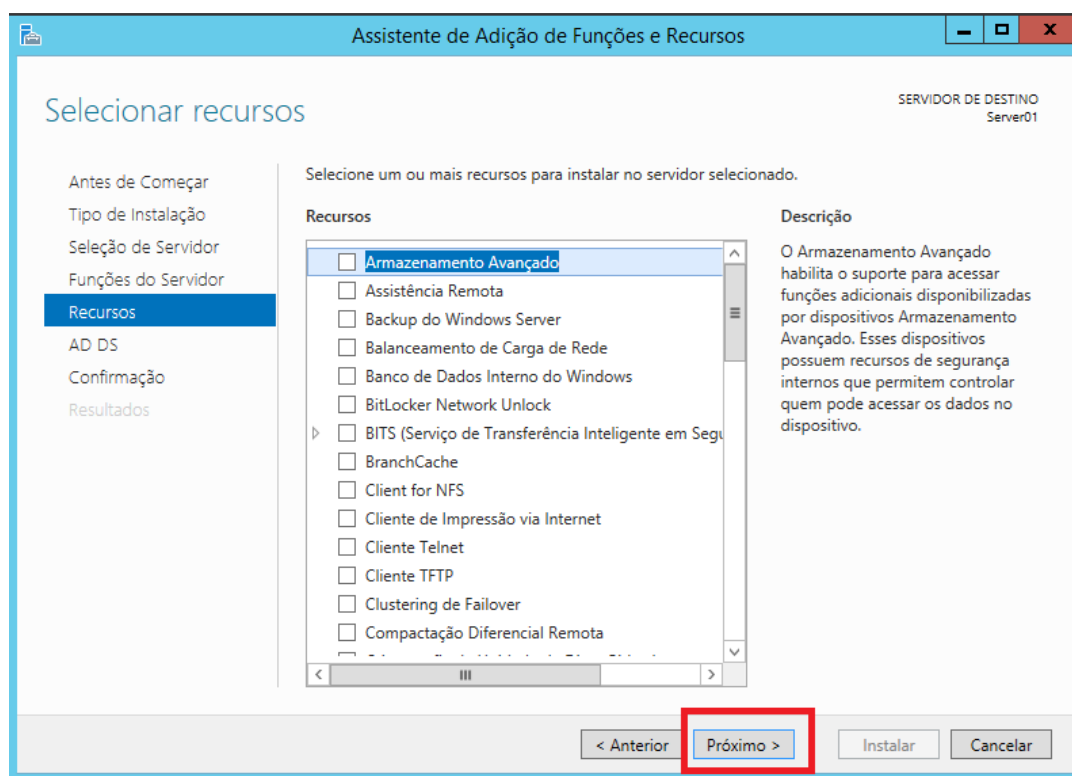 Assistente de Adição de Funções e Recursos
Selecionar recursos
SERVIDOR DE DESTINO
Server01
Antes de Começar
Tipo de Instalação
Seleção de Servidor
Funções do Servidor
Recursos
AD DS
Confirmação
Resultados
Selecione um ou mais recursos para instalar no servidor selecionado.
Recursos
Armazenamento Avançado
Assistência Remota
Backup do Windows Server
Balanceamento de Carga de Rede
Banco de Dados Interno do Windows
BitLocker Network Unlock
BITS (Serviço de Transferência Inteligente em Segu
BranchCache
Client for NFS
Cliente de Impressão via Internet
Cliente Telnet
Cliente TFTP
Clustering de Failover
Compactação Diferencial Remota
Descrição
O Armazenamento Avançado
habilita o suporte para acessar
funções adicionais disponibilizadas
por dispositivos Armazenamento
Avançado. Esses dispositivos
possuem recursos de segurança
internos que permitem controlar
quem pode acessar os dados no
dispositivo.
< Anterior
Próximo >
Instalar
Cancelar